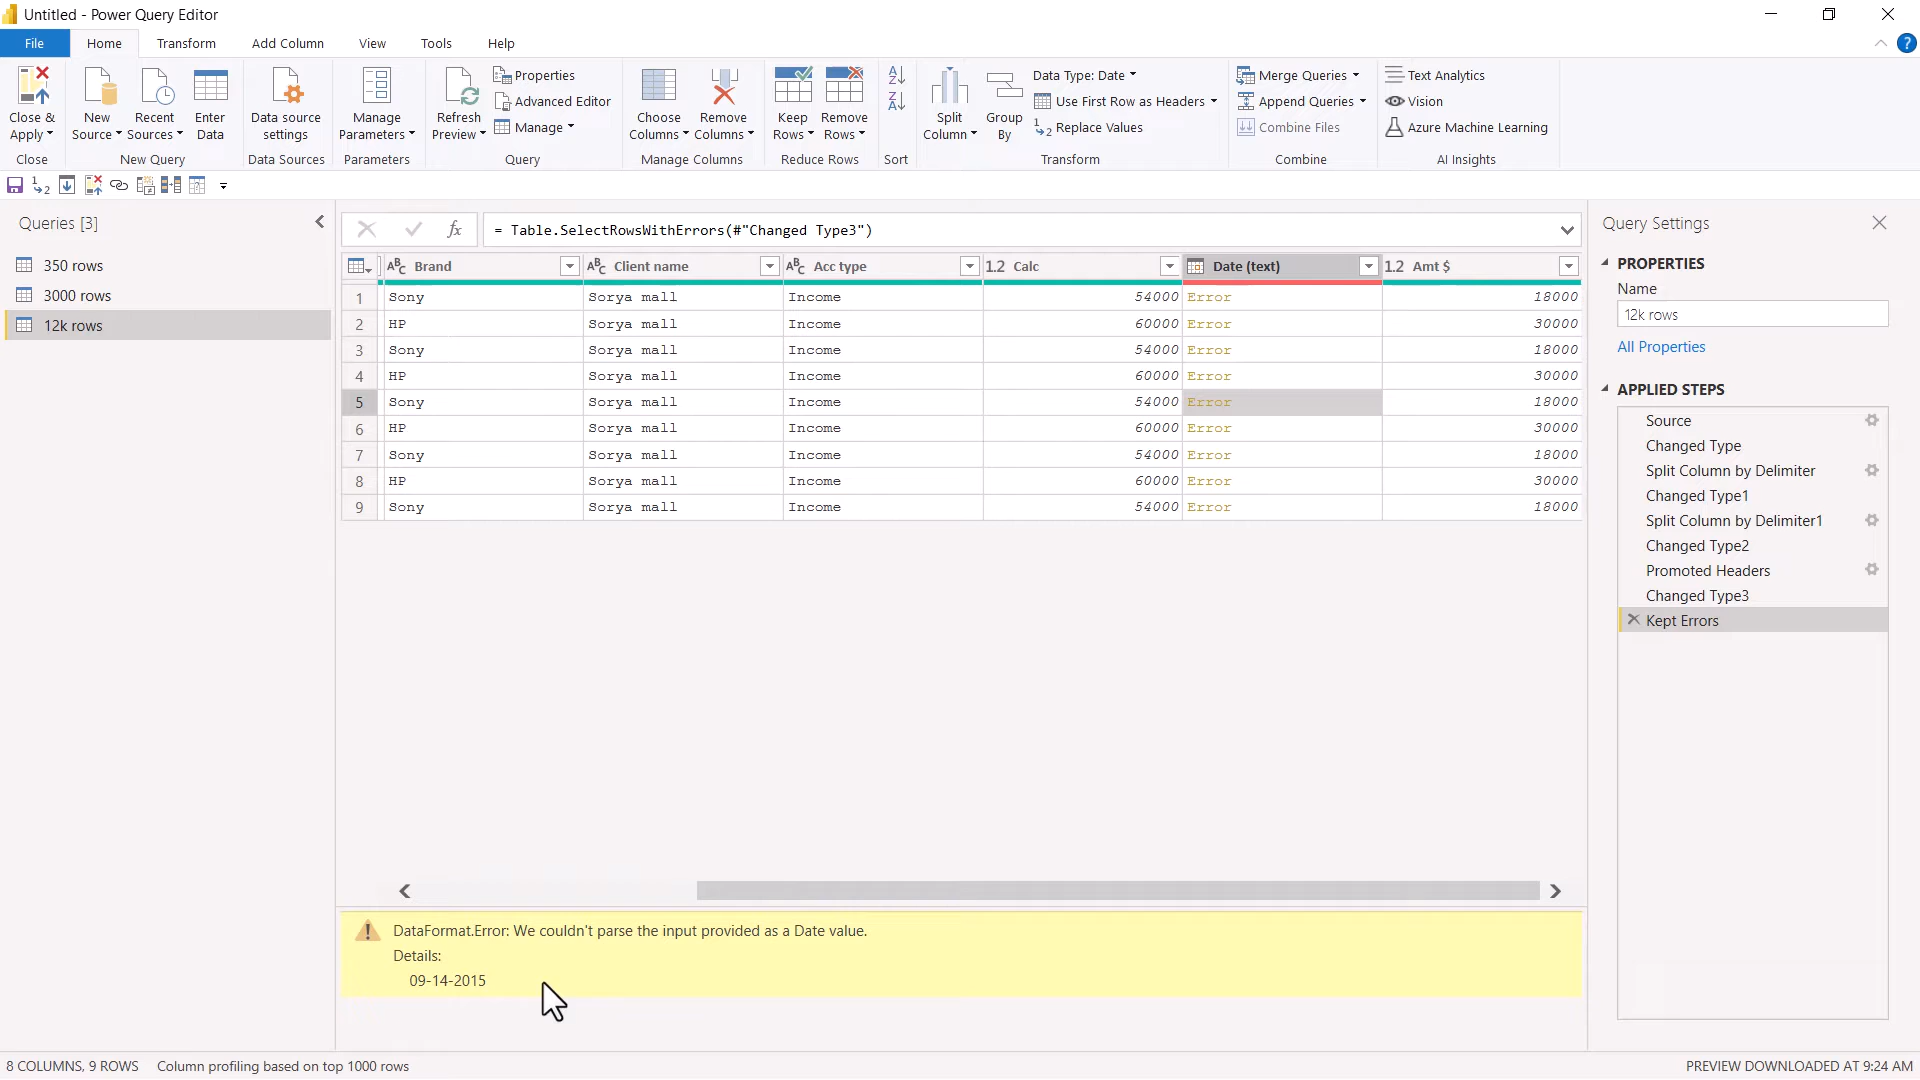 Untitled - Power Query Editor
File Home Transform Add Column View Tools Help
Close & Apply
New Source
Recent Sources
Enter Data
Data source settings
Manage Parameters
Refresh Preview
Properties
Advanced Editor
Manage
Choose Columns
Remove Columns
Keep Rows
Remove Rows
Split Column
Group By
Data Type: Date
Use First Row as Headers
Replace Values
Merge Queries
Append Queries
Combine Files
Text Analytics
Vision
Azure Machine Learning
Close New Query Data Sources Parameters Query Manage Columns Reduce Rows Sort Transform Combine AI Insights
Queries [3]
350 rows
3000 rows
12k rows
= Table.SelectRowsWithErrors(#"Changed Type3")
Brand Client name Acc type 1.2 Calc Date (text) 1.2 Amt $
1 Sony Sorya mall Income 54000 Error 18000
2 HP Sorya mall Income 60000 Error 30000
3 Sony Sorya mall Income 54000 Error 18000
4 HP Sorya mall Income 60000 Error 30000
5 Sony Sorya mall Income 54000 Error 18000
6 HP Sorya mall Income 60000 Error 30000
7 Sony Sorya mall Income 54000 Error 18000
8 HP Sorya mall Income 60000 Error 30000
9 Sony Sorya mall Income 54000 Error 18000
DataFormat.Error: We couldn't parse the input provided as a Date value.
Details:
09-14-2015
Query Settings
PROPERTIES
Name
12k rows
All Properties
APPLIED STEPS
Source
Changed Type
Split Column by Delimiter
Changed Type1
Split Column by Delimiter1
Changed Type2
Promoted Headers
Changed Type3
Kept Errors
8 COLUMNS, 9 ROWS Column profiling based on top 1000 rows
PREVIEW DOWNLOADED AT 9:24 AM